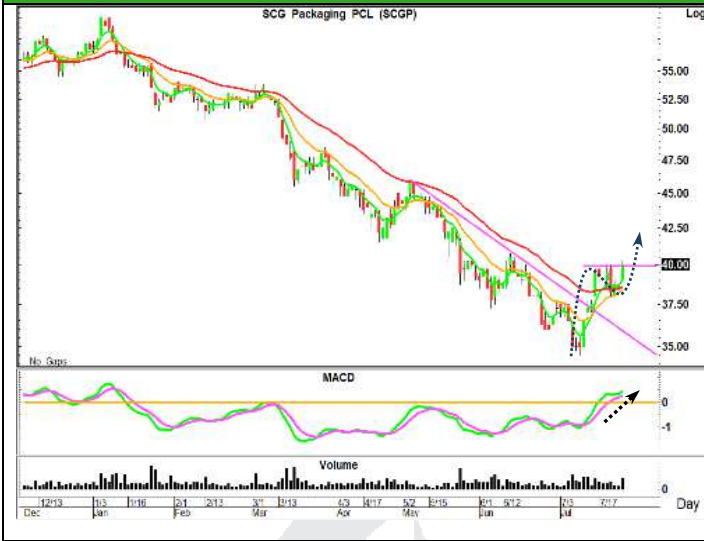 SCG Packaging PCL (SCGP) Log
55.00
52.50
50.00
47.50
45.00
42.50
40.00
37.50
35.00
No Gaps
MACD
0
-1
Volume
0
12/13 1/3 1/16 2/1 2/13 3/1 3/13 4/3 4/17 5/2 5/15 6/1 6/12 7/3 7/17 Day
Dec Jan Feb Mar Apr May Jun Jul